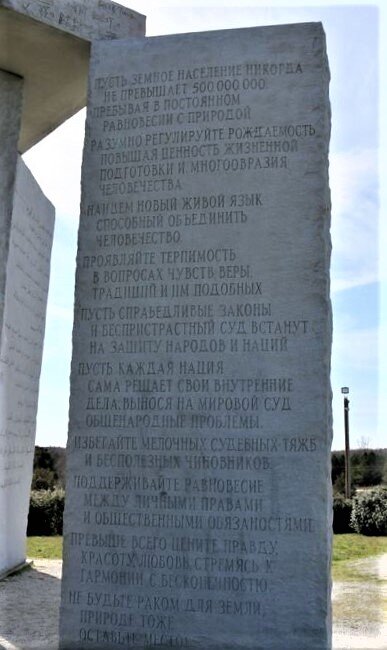 ПУСТЬ ЗЕМНОЕ НАСЕЛЕНИЕ НИКОГДА
НЕ ПРЕВЫШАЕТ 500.000.000,
ПРЕБЫВАЯ В ПОСТОЯННОМ
РАВНОВЕСИИ С ПРИРОДОЙ
РАЗУМНО РЕГУЛИРУЙТЕ РОЖДАЕМОСТЬ,
ПОВЫШАЯ ЦЕННОСТЬ ЖИЗНЕННОЙ
ПОДГОТОВКИ И МНОГООБРАЗИЯ
ЧЕЛОВЕЧЕСТВА
НАЙДЕМ НОВЫЙ ЖИВОЙ ЯЗЫК
СПОСОБНЫЙ ОБЪЕДИНИТЬ
ЧЕЛОВЕЧЕСТВО
ПРОЯВЛЯЙТЕ ТЕРПИМОСТЬ
В ВОПРОСАХ ЧУВСТВ ВЕРЫ,
ТРАДИЦИЙ И ИМ ПОДОБНЫХ
ПУСТЬ СПРАВЕДЛИВЫЕ ЗАКОНЫ
И БЕСПРИСТРАСТНЫЙ СУД ВСТАНУТ
НА ЗАЩИТУ НАРОДОВ И НАЦИЙ
ПУСТЬ КАЖДАЯ НАЦИЯ
САМА РЕШАЕТ СВОИ ВНУТРЕННИЕ
ДЕЛА, ВЫНОСЯ НА МИРОВОЙ СУД
ОБЩЕНАРОДНЫЕ ПРОБЛЕМЫ.
ИЗБЕГАЙТЕ МЕЛОЧНЫХ СУДЕБНЫХ ТЯЖБ
И БЕСПОЛЕЗНЫХ ЧИНОВНИКОВ.
ПОДДЕРЖИВАЙТЕ РАВНОВЕСИЕ
МЕЖДУ ЛИЧНЫМИ ПРАВАМИ
И ОБЩЕСТВЕННЫМИ ОБЯЗАНОСТЯМИ.
ПРЕВЫШЕ ВСЕГО ЦЕНИТЕ ПРАВДУ,
КРАСОТУ, ЛЮБОВЬ, СТРЕМЯСЬ К
ГАРМОНИИ С БЕСКОНЕЧНОСТЬЮ
НЕ БУДЬТЕ РАКОМ ДЛЯ ЗЕМЛИ,
ПРИРОДЕ ТОЖЕ
ОСТАВЬТЕ МЕСТО